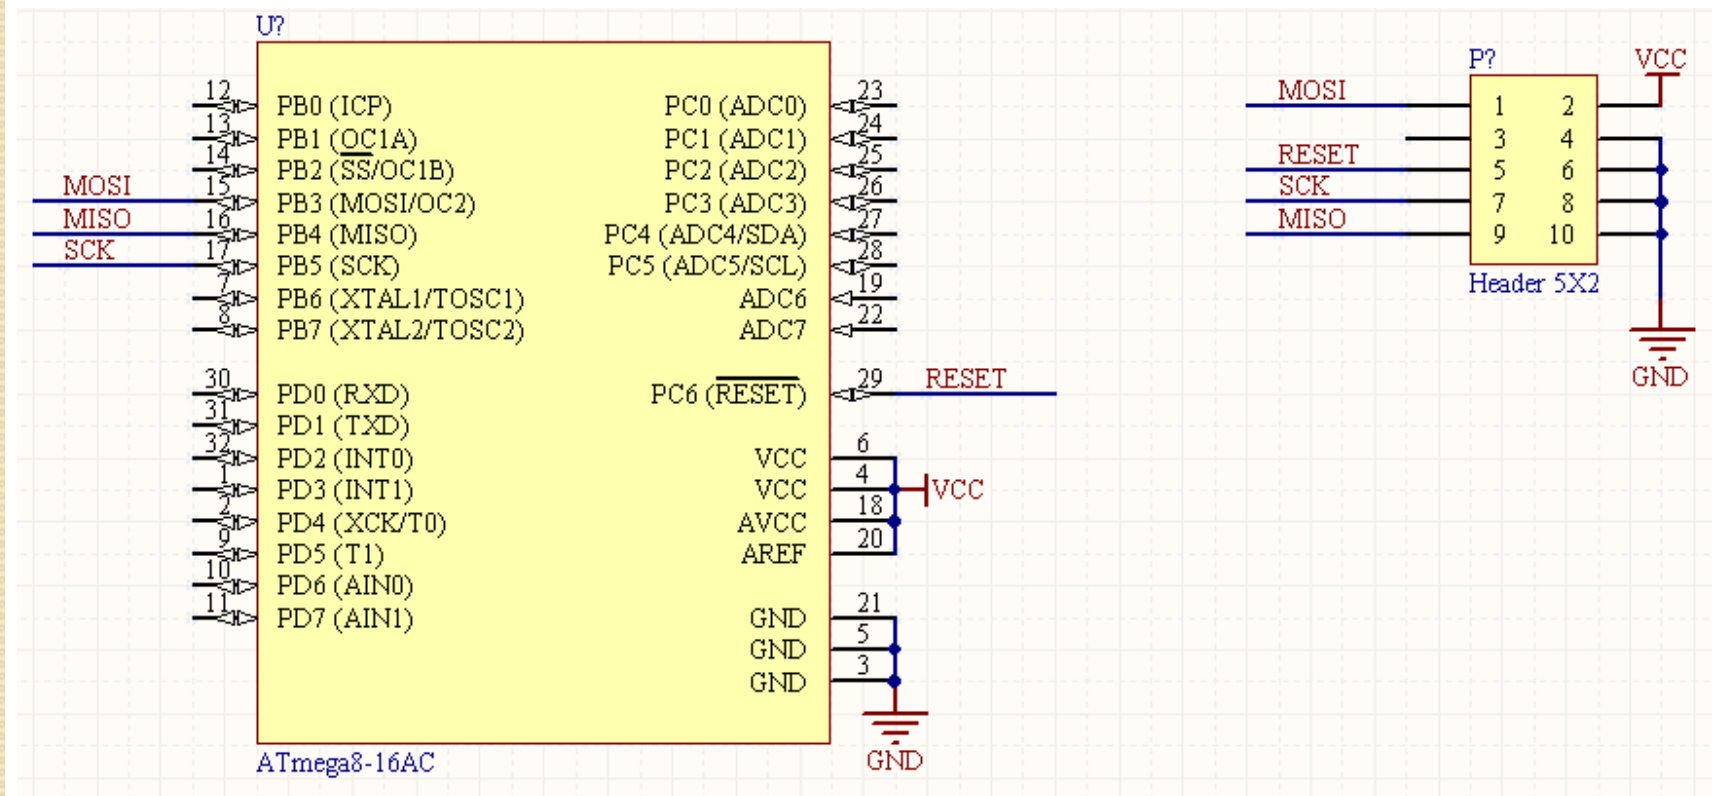 U?
12 PB0 (ICP) PC0 (ADC0) 23
13 PB1 (OC1A) PC1 (ADC1) 24
14 PB2 (SS/OC1B) PC2 (ADC2) 25
MOSI 15 PB3 (MOSI/OC2) PC3 (ADC3) 26
MISO 16 PB4 (MISO) PC4 (ADC4/SDA) 27
SCK 17 PB5 (SCK) PC5 (ADC5/SCL) 28
7 PB6 (XTAL1/TOSC1) ADC6 19
8 PB7 (XTAL2/TOSC2) ADC7 22
30 PD0 (RXD) PC6 (RESET) 29 RESET
31 PD1 (TXD)
32 PD2 (INT0) VCC 6
1 PD3 (INT1) VCC 4 VCC
2 PD4 (XCK/T0) AVCC 18
9 PD5 (T1) AREF 20
10 PD6 (AIN0)
11 PD7 (AIN1) GND 21
GND 5
GND 3
GND
ATmega8-16AC
P? VCC
MOSI 1 2
3 4
RESET 5 6
SCK 7 8
MISO 9 10
Header 5X2
GND